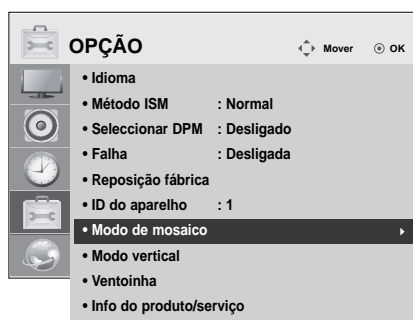 OPÇÃO Mover OK
• Idioma
• Método ISM : Normal
• Seleccionar DPM : Desligado
• Falha : Desligada
• Reposição fábrica
• ID do aparelho : 1
• Modo de mosaico
• Modo vertical
• Ventoinha
• Info do produto/serviço